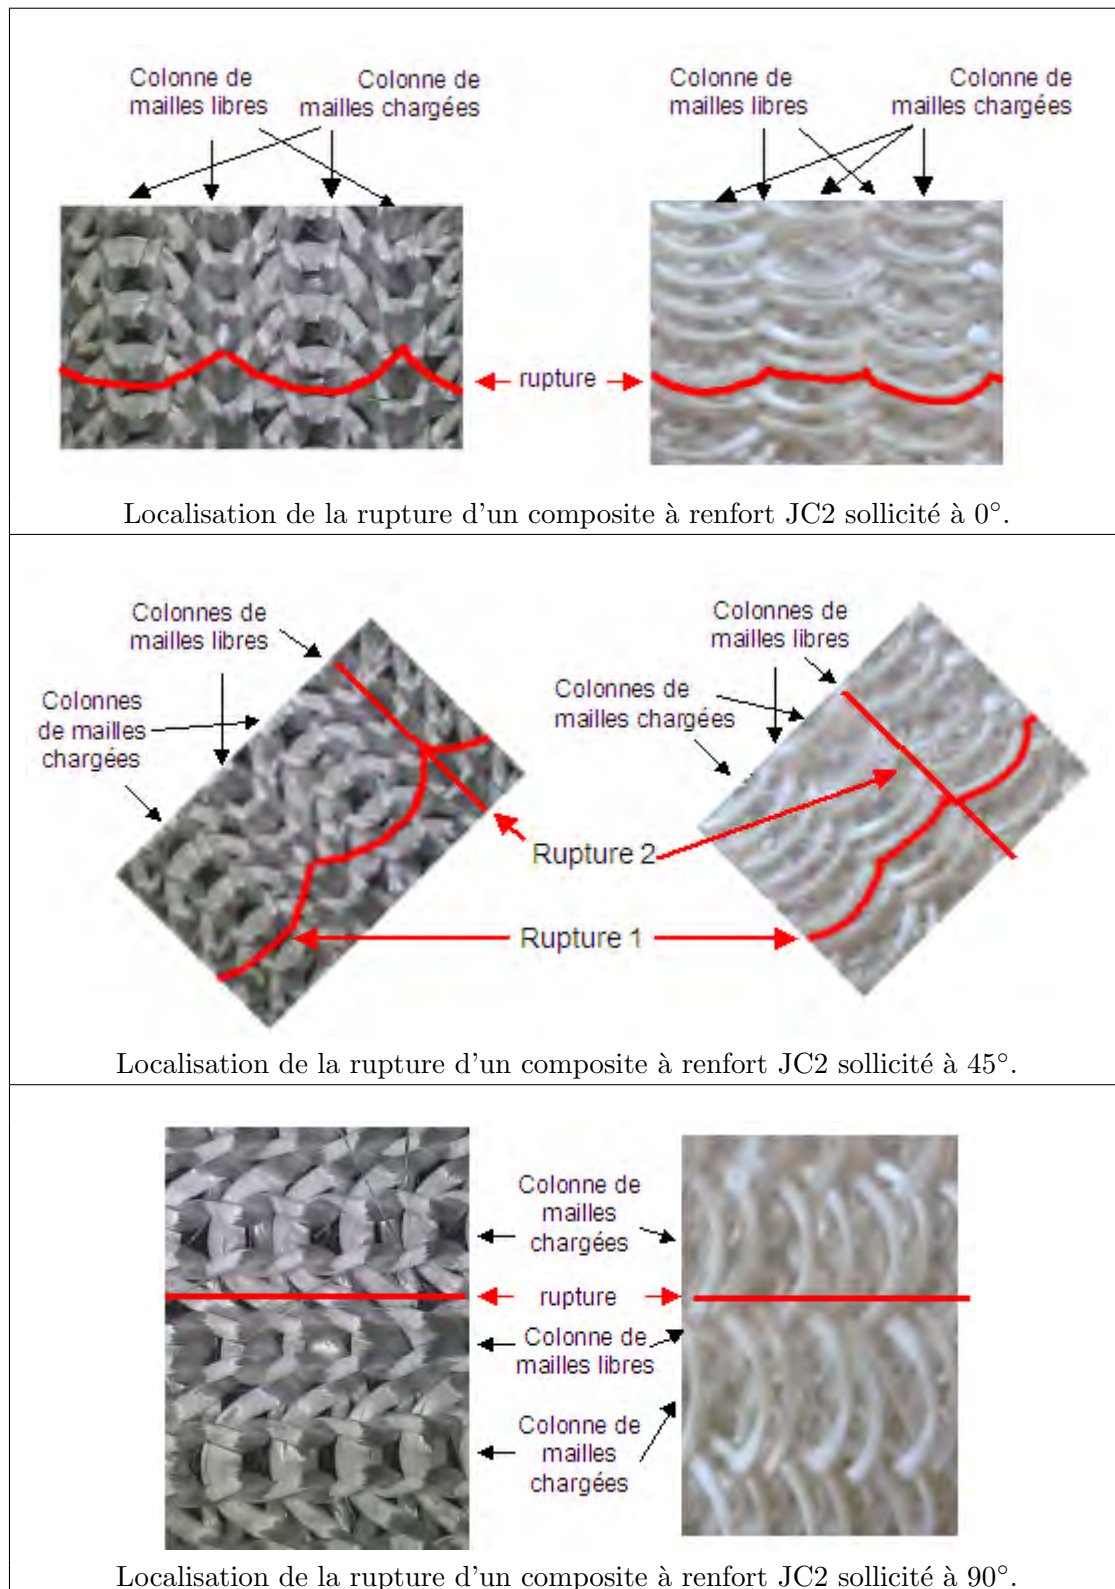 Colonne de
mailles libres
Colonne de
mailles chargées
Colonne de
mailles libres
Colonne de
mailles chargées
rupture
Localisation de la rupture d'un composite à renfort JC2 sollicité à 0°.
Colonnes de
mailles libres
Colonnes
de mailles
chargées
Colonnes de
mailles libres
Colonnes de
mailles chargées
Rupture 2
Rupture 1
Localisation de la rupture d'un composite à renfort JC2 sollicité à 45°.
Colonne de
mailles
chargées
rupture
Colonne de
mailles libres
Colonne de
mailles
chargées
Localisation de la rupture d'un composite à renfort JC2 sollicité à 90°.